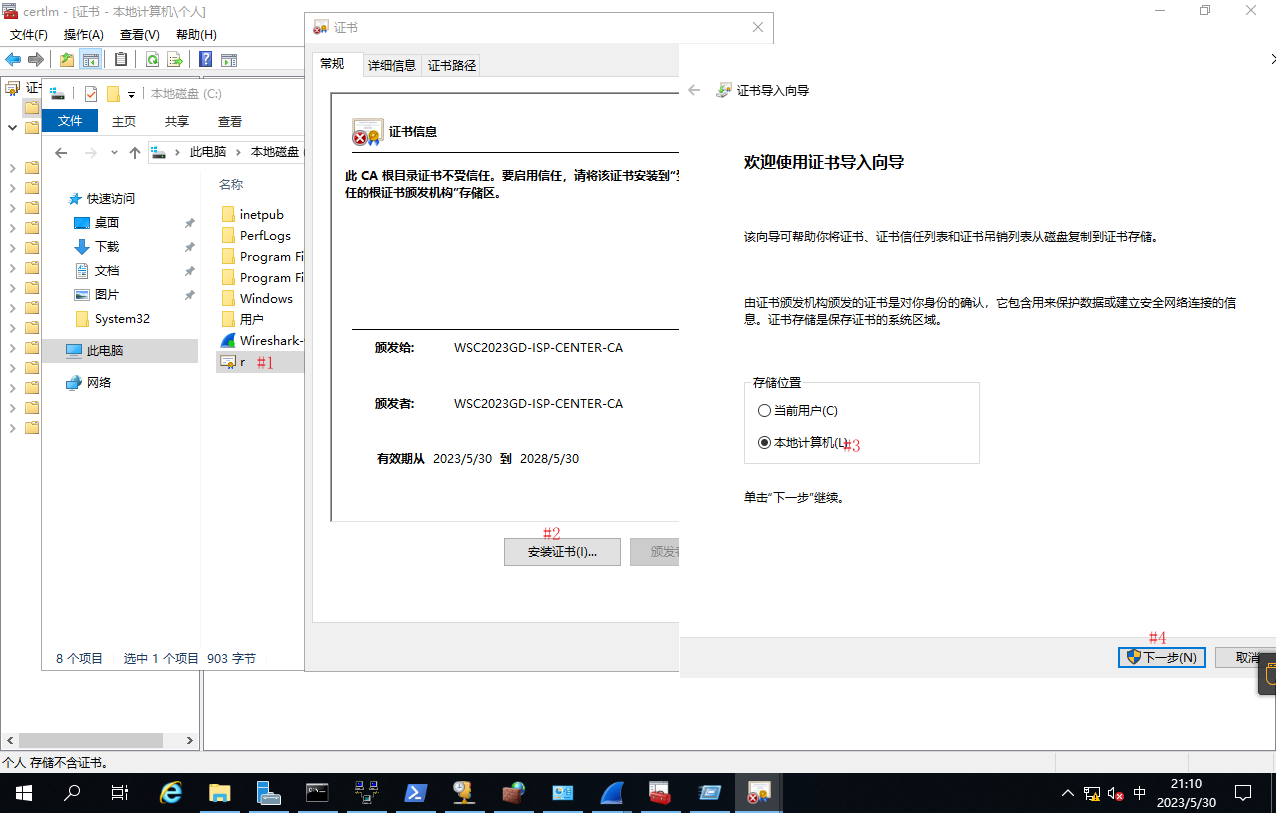 certlm - [证书 - 本地计算机\个人]
文件(F) 操作(A) 查看(V) 帮助(H)
证书
本地磁盘 (C:)
文件 主页 共享 查看
此电脑 本地磁盘
快速访问
桌面
下载
文档
图片
System32
此电脑
网络
名称
inetpub
PerfLogs
Program Fi
Program Fi
Windows
用户
Wireshark-
r #1
8 个项目 选中 1 个项目 903 字节
个人 存储不含证书。
证书
常规 详细信息 证书路径
证书信息
此 CA 根目录证书不受信任。要启用信任，请将该证书安装到"
任的根证书颁发机构"存储区。
颁发给: WSC2023GD-ISP-CENTER-CA
颁发者: WSC2023GD-ISP-CENTER-CA
有效期从 2023/5/30 到 2028/5/30
#2
安装证书(I)... 颁发
证书导入向导
欢迎使用证书导入向导
该向导可帮助你将证书、证书信任列表和证书吊销列表从磁盘复制到证书存储。
由证书颁发机构颁发的证书是对你身份的确认，它包含用来保护数据或建立安全网络连接的信
息。证书存储是保存证书的系统区域。
存储位置
当前用户(C)
本地计算机(L) #3
单击"下一步"继续。
#4
下一步(N) 取消
中
21:10
2023/5/30